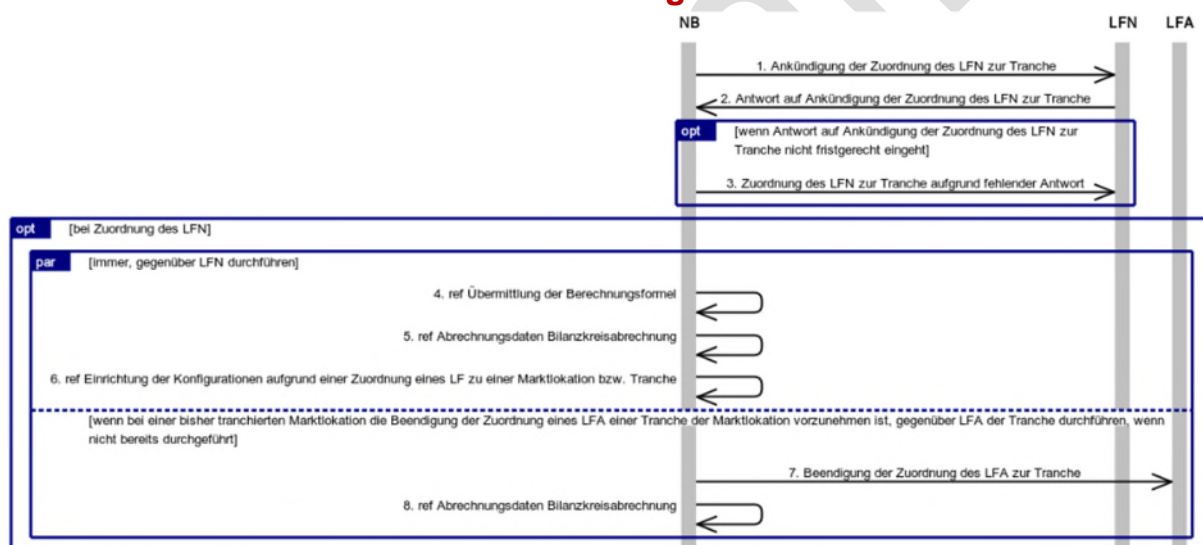 NB LFN LFA
1. Ankündigung der Zuordnung des LFN zur Tranche
2. Antwort auf Ankündigung der Zuordnung des LFN zur Tranche
opt [wenn Antwort auf Ankündigung der Zuordnung des LFN zur
Tranche nicht fristgerecht eingeht]
3. Zuordnung des LFN zur Tranche aufgrund fehlender Antwort
opt [bei Zuordnung des LFN]
par [immer, gegenüber LFN durchführen]
4. ref Übermittlung der Berechnungsformel
5. ref Abrechnungsdaten Bilanzkreisabrechnung
6. ref Einrichtung der Konfigurationen aufgrund einer Zuordnung eines LF zu einer Marktlokation bzw. Tranche
[wenn bei einer bisher tranchierten Marktlokation die Beendigung der Zuordnung eines LFA einer Tranche der Marktlokation vorzunehmen ist, gegenüber LFA der Tranche durchführen, wenn
nicht bereits durchgeführt]
7. Beendigung der Zuordnung des LFA zur Tranche
8. ref Abrechnungsdaten Bilanzkreisabrechnung